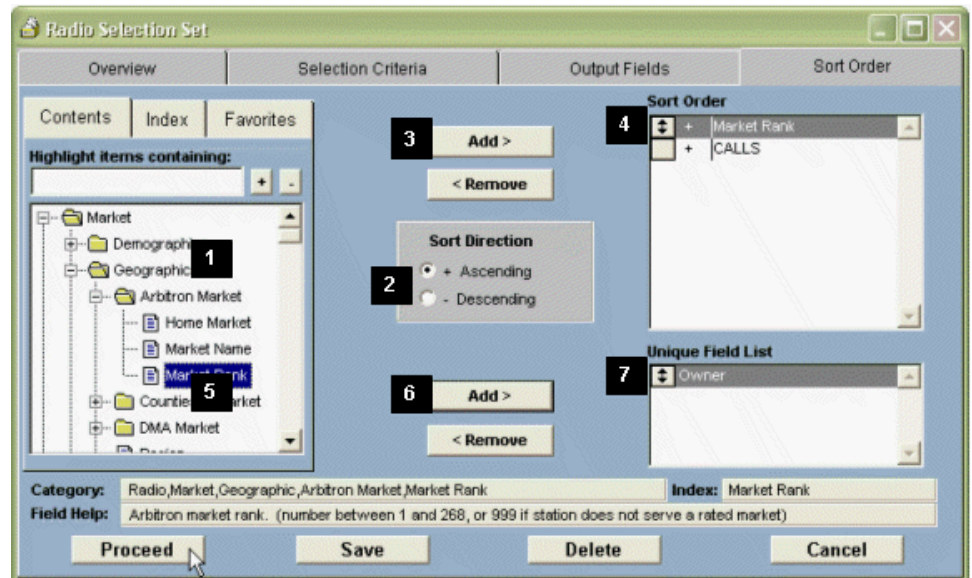 Radio Selection Set
Overview
Selection Criteria
Output Fields
Sort Order
Contents
Index
Favorites
Highlight items containing:
+
-
Market
1
Geographic
Arbitron Market
Home Market
Market Name
Market
5
DMA Market
3
Add >
< Remove
Sort Direction
2
+ Ascending
- Descending
6
Add >
< Remove
Sort Order
4
+ Market Rank
+ CALLS
Unique Field List
7
Owner
Category: Radio,Market,Geographic,Arbitron Market,Market Rank
Index: Market Rank
Field Help: Arbitron market rank. (number between 1 and 268, or 999 if station does not serve a rated market)
Proceed
Save
Delete
Cancel